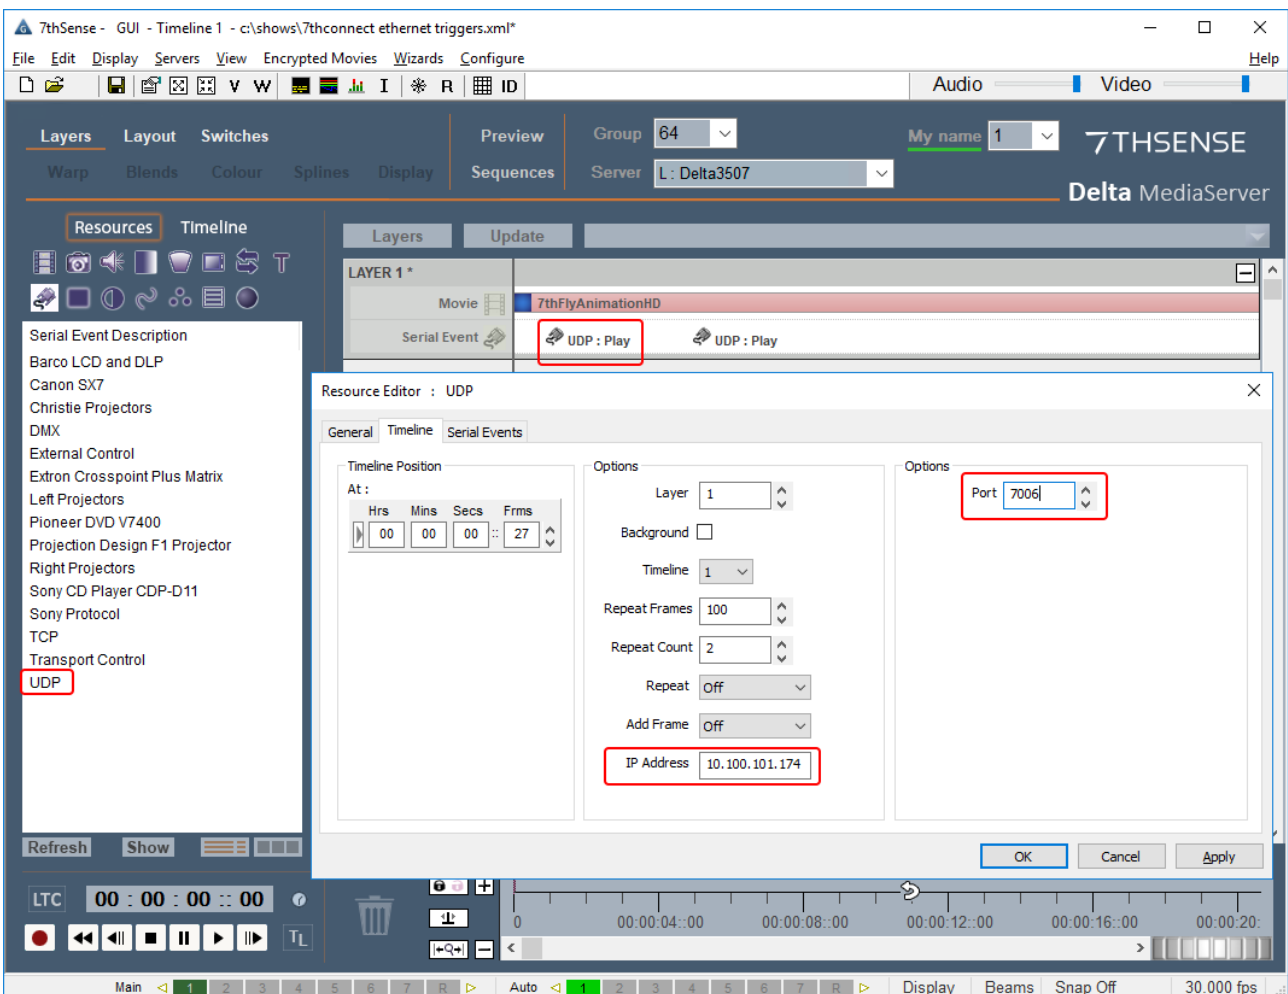 7thSense - GUI - Timeline 1 - c:\shows\7thconnect ethernet triggers.xml*
File Edit Display Servers View Encrypted Movies Wizards Configure Help
V W I R ID Audio Video
Layers Layout Switches Preview Group 64 My name 1 7THSENSE
Warp Blends Colour Splines Display Sequences Server L : Delta3507
Delta MediaServer
Resources Timeline
Layers Update
T
LAYER 1 *
Movie 7thFlyAnimationHD
Serial Event UDP : Play UDP : Play
Serial Event Description
Barco LCD and DLP
Canon SX7
Christie Projectors
DMX
External Control
Extron Crosspoint Plus Matrix
Left Projectors
Pioneer DVD V7400
Projection Design F1 Projector
Right Projectors
Sony CD Player CDP-D11
Sony Protocol
TCP
Transport Control
UDP
Resource Editor : UDP
General Timeline Serial Events
Timeline Position
At :
Hrs Mins Secs Frms
00 00 00 :: 27
Options
Layer 1
Background
Timeline 1
Repeat Frames 100
Repeat Count 2
Repeat Off
Add Frame Off
IP Address 10.100.101.174
Options
Port 7006
OK Cancel Apply
Refresh Show
LTC 00 : 00 : 00 :: 00
TL
0 00:00:04::00 00:00:08::00 00:00:12::00 00:00:16::00 00:00:20:
Main 1 2 3 4 5 6 7 R Auto 1 2 3 4 5 6 7 R Display Beams Snap Off 30.000 fps